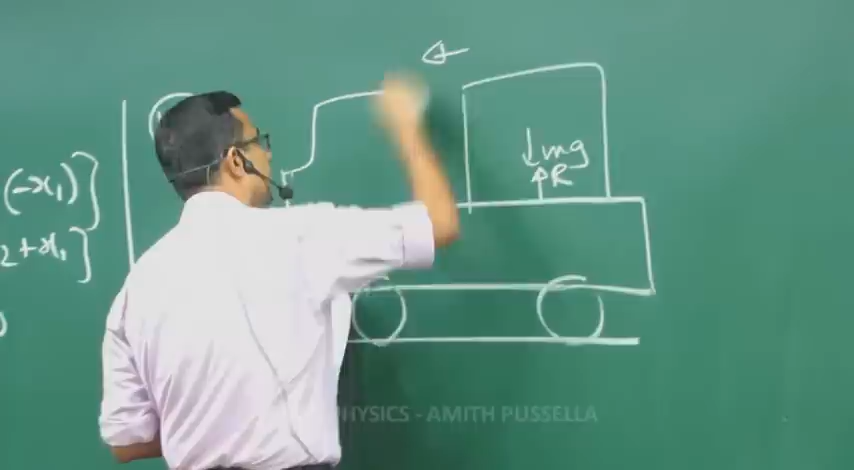 (-x₁)}
2+x₁]
↓mg
↑R
PHYSICS - AMITH PUSSELLA